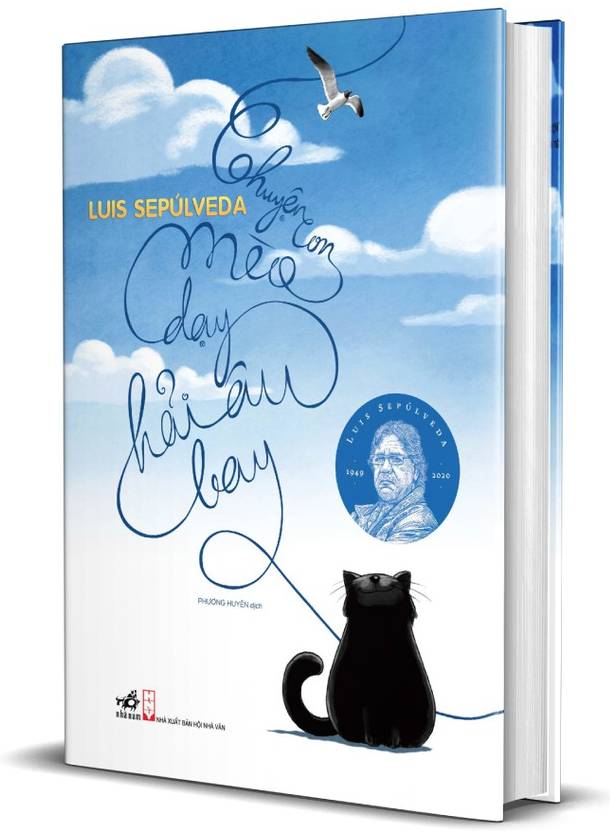 LUIS SEPÚLVEDA
Chuyện con
mèo
dạy
hải âu
bay
LUIS SEPÚLVEDA
1949 2020
PHƯƠNG HUYÊN dịch
nhã nam
NHÀ XUẤT BẢN HỘI NHÀ VĂN